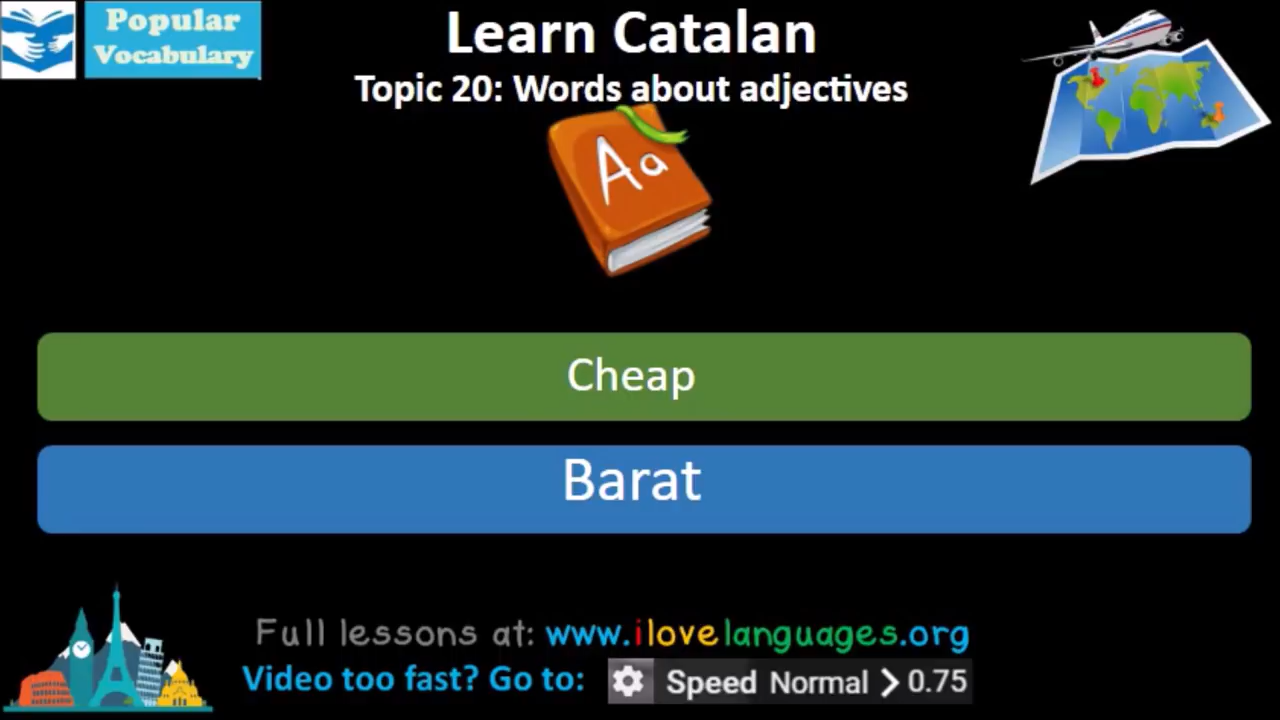 Popular
Vocabulary
Learn Catalan
Topic 20: Words about adjectives
Aa
Cheap
Barat
Full lessons at: www.ilovelanguages.org
Video too fast? Go to: Speed Normal > 0.75